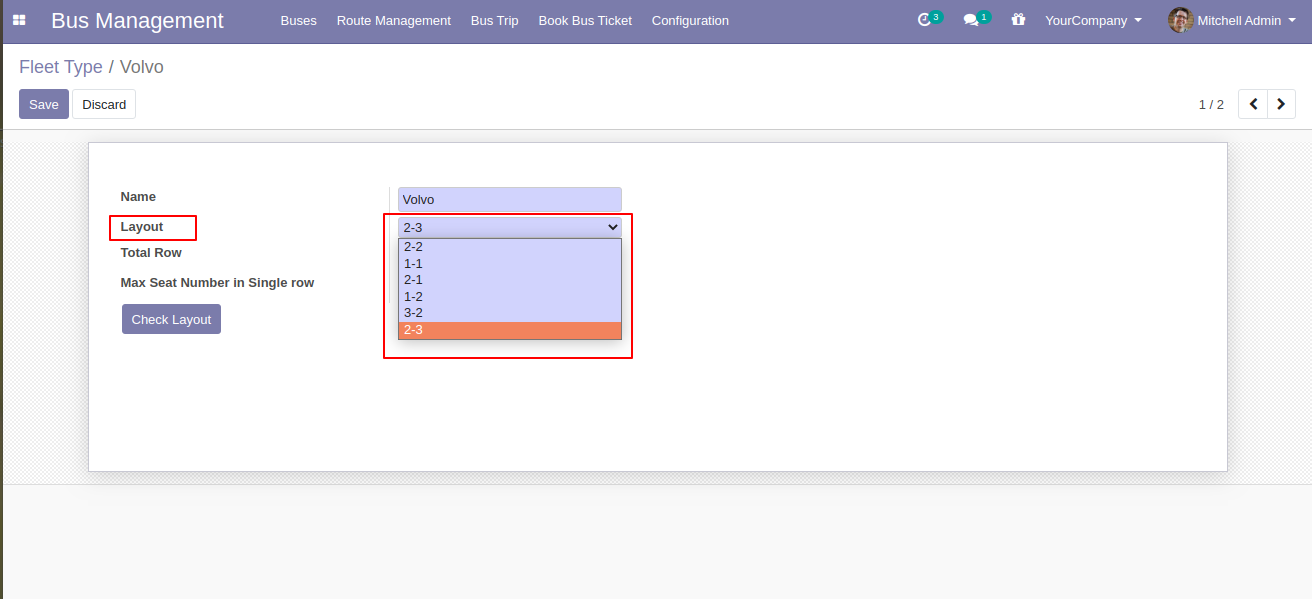 Bus Management Buses Route Management Bus Trip Book Bus Ticket Configuration 3 1 YourCompany Mitchell Admin
Fleet Type / Volvo
Save Discard 1 / 2
Name Volvo
Layout 2-3
Total Row
Max Seat Number in Single row
Check Layout
2-2
1-1
2-1
1-2
3-2
2-3